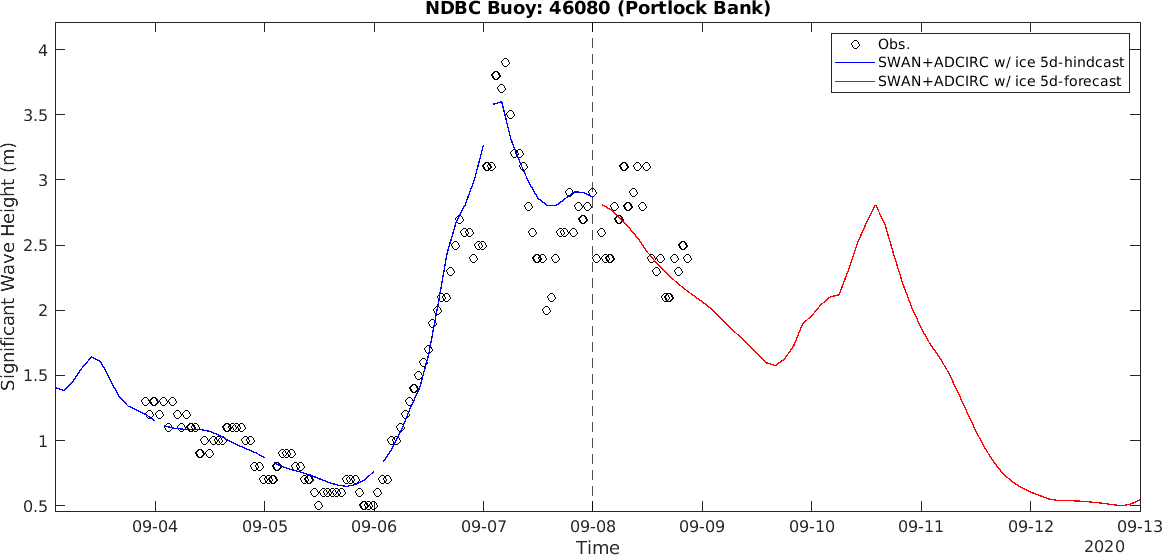 NDBC Buoy: 46080 (Portlock Bank)
Obs.
SWAN+ADCIRC w/ ice 5d-hindcast
SWAN+ADCIRC w/ ice 5d-forecast
Significant Wave Height (m)
4
3.5
3
2.5
2
1.5
1
0.5
09-04 09-05 09-06 09-07 09-08 09-09 09-10 09-11 09-12 09-13
Time
2020